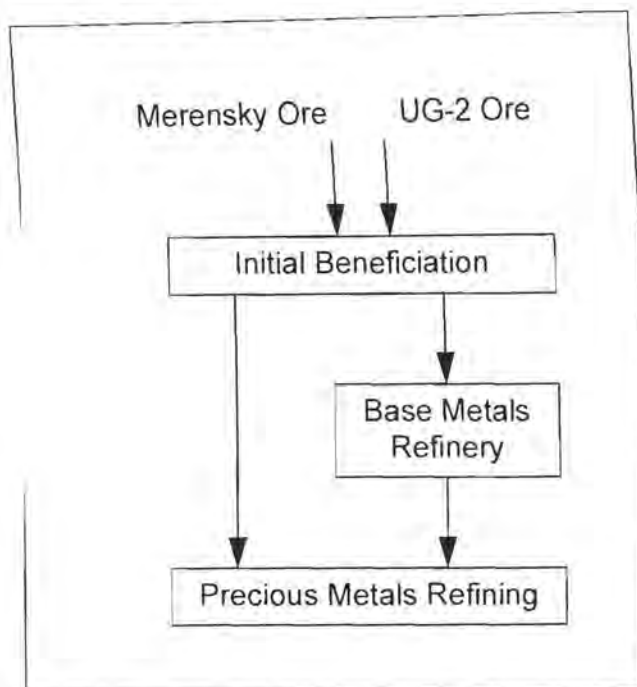 Merensky Ore UG-2 Ore
Initial Beneficiation
Base Metals
Refinery
Precious Metals Refining